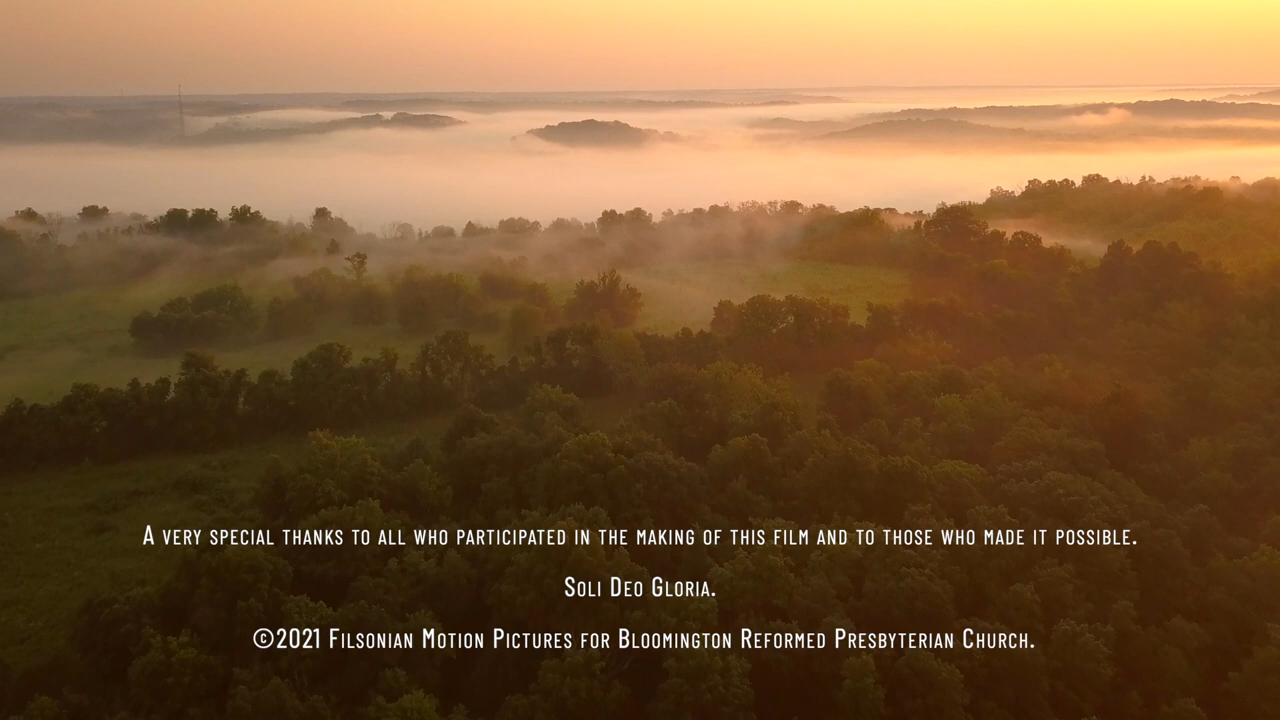 A very special thanks to all who participated in the making of this film and to those who made it possible.
Soli Deo Gloria.
©2021 Filsonian Motion Pictures for Bloomington Reformed Presbyterian Church.